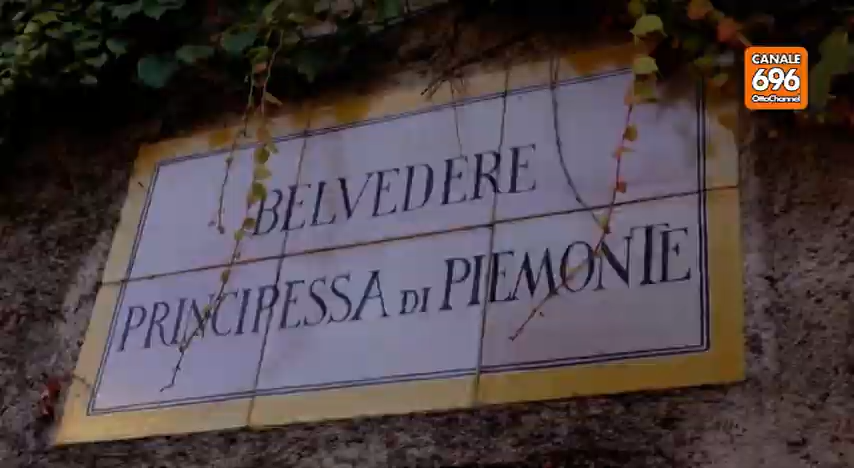 CANALE
696
OttoChannel
BELVEDERE
PRINCIPESSA DI PIEMONTE